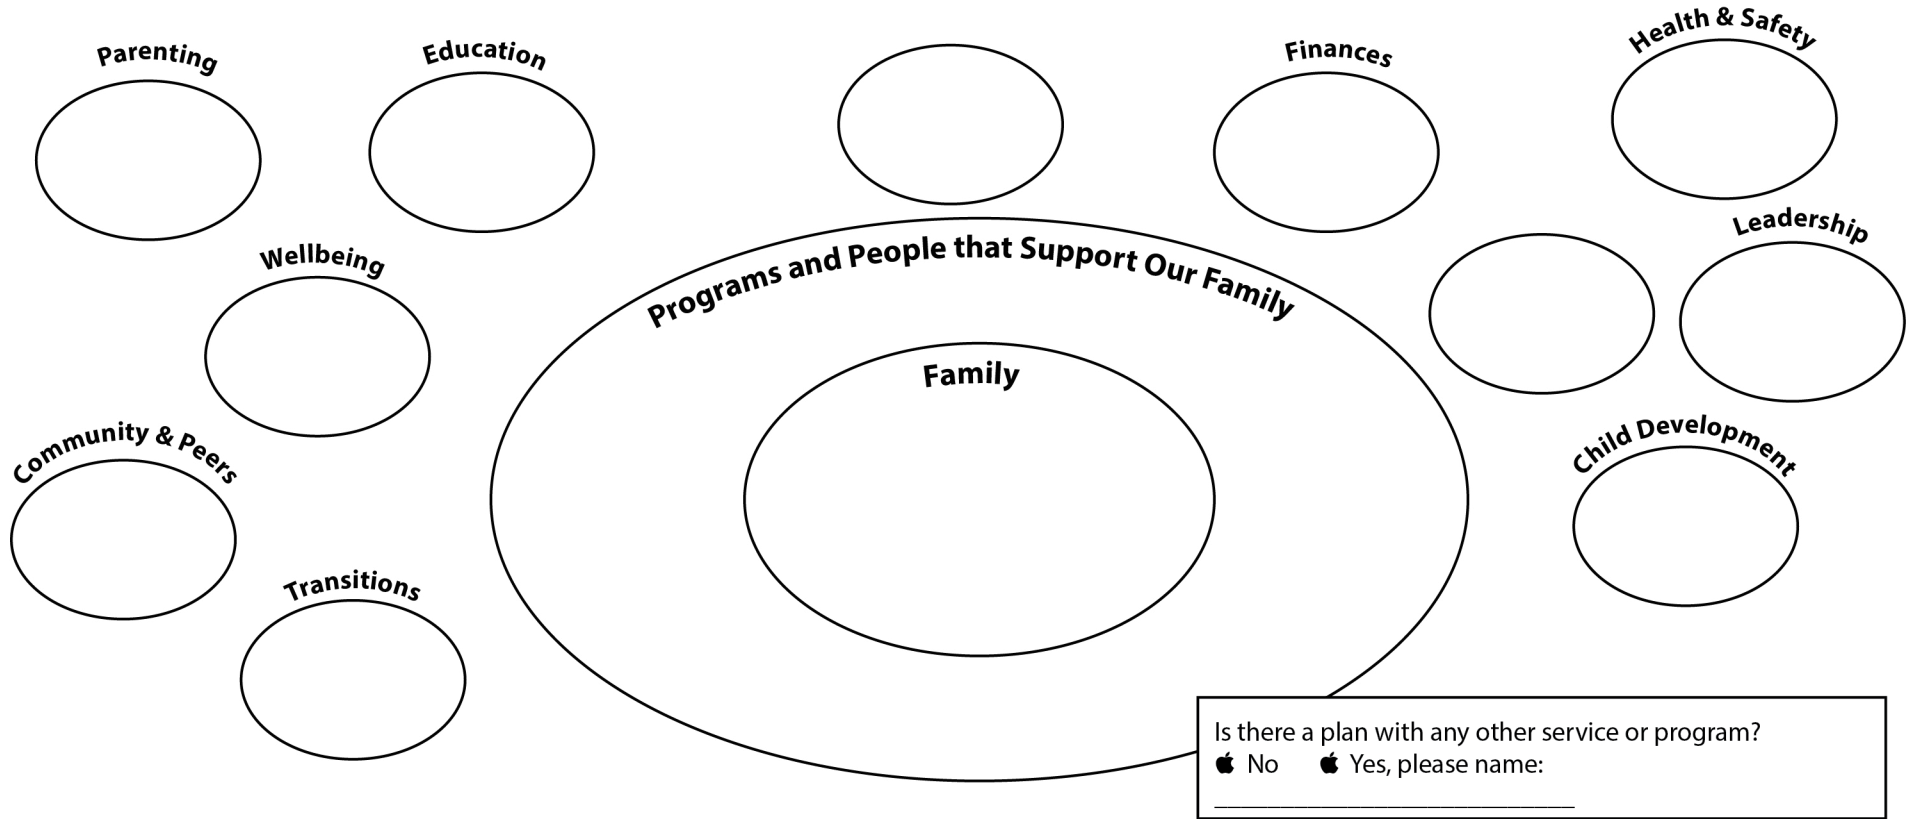 Parenting
Education
Finances
Health & Safety
Wellbeing
Programs and People that Support Our Family
Leadership
Family
Community & Peers
Child Development
Transitions
Is there a plan with any other service or program?
No Yes, please name:
___________________________